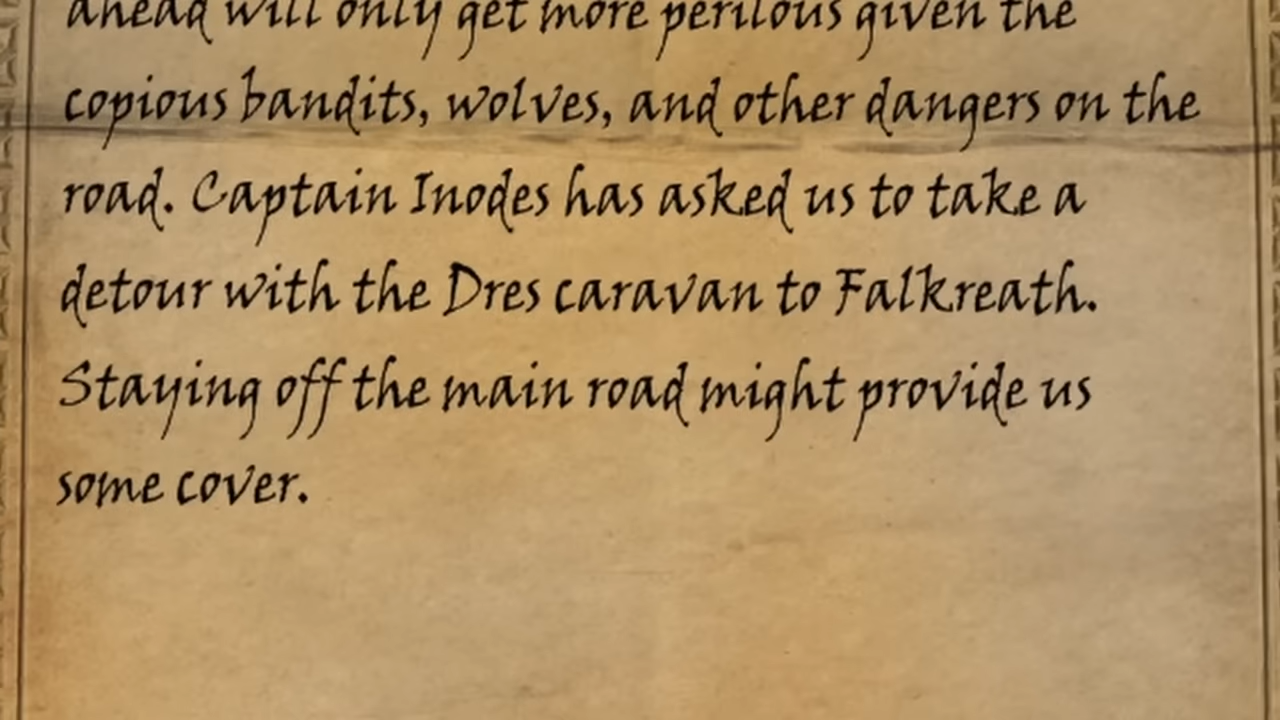 ahead will only get more perilous given the
copious bandits, wolves, and other dangers on the
road. Captain Inodes has asked us to take a
detour with the Dres caravan to Falkreath.
Staying off the main road might provide us
some cover.